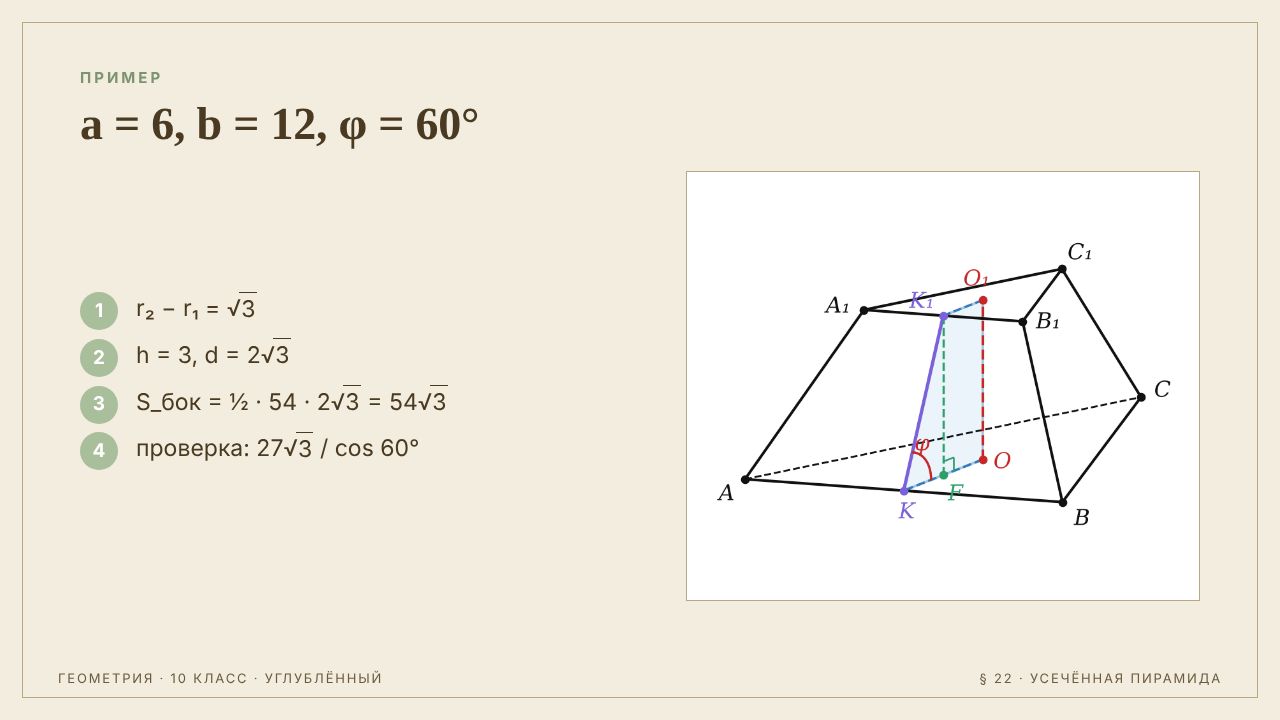 ПРИМЕР
a = 6, b = 12, φ = 60°
1 r₂ − r₁ = √3
2 h = 3, d = 2√3
3 S_бок = ½ · 54 · 2√3 = 54√3
4 проверка: 27√3 / cos 60°
C₁
O₁
K₁
A₁
B₁
C
φ
O
A
F
K
B
ГЕОМЕТРИЯ · 10 КЛАСС · УГЛУБЛЁННЫЙ
§ 22 · УСЕЧЁННАЯ ПИРАМИДА